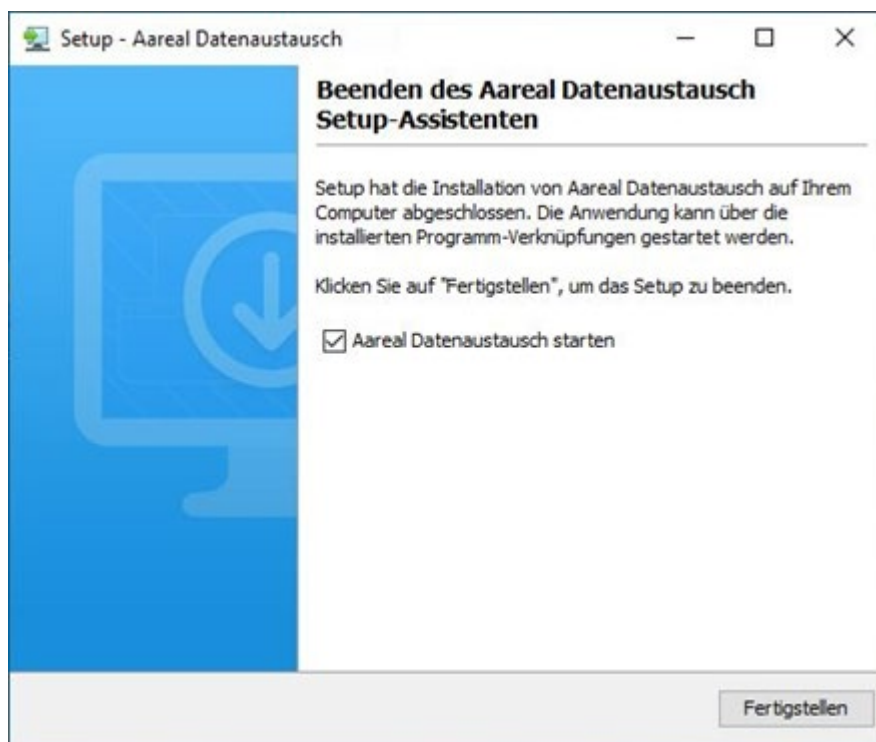 Setup - Aareal Datenaustausch
Beenden des Aareal Datenaustausch
Setup-Assistenten
Setup hat die Installation von Aareal Datenaustausch auf Ihrem
Computer abgeschlossen. Die Anwendung kann über die
installierten Programm-Verknüpfungen gestartet werden.
Klicken Sie auf "Fertigstellen", um das Setup zu beenden.
Aareal Datenaustausch starten
Fertigstellen